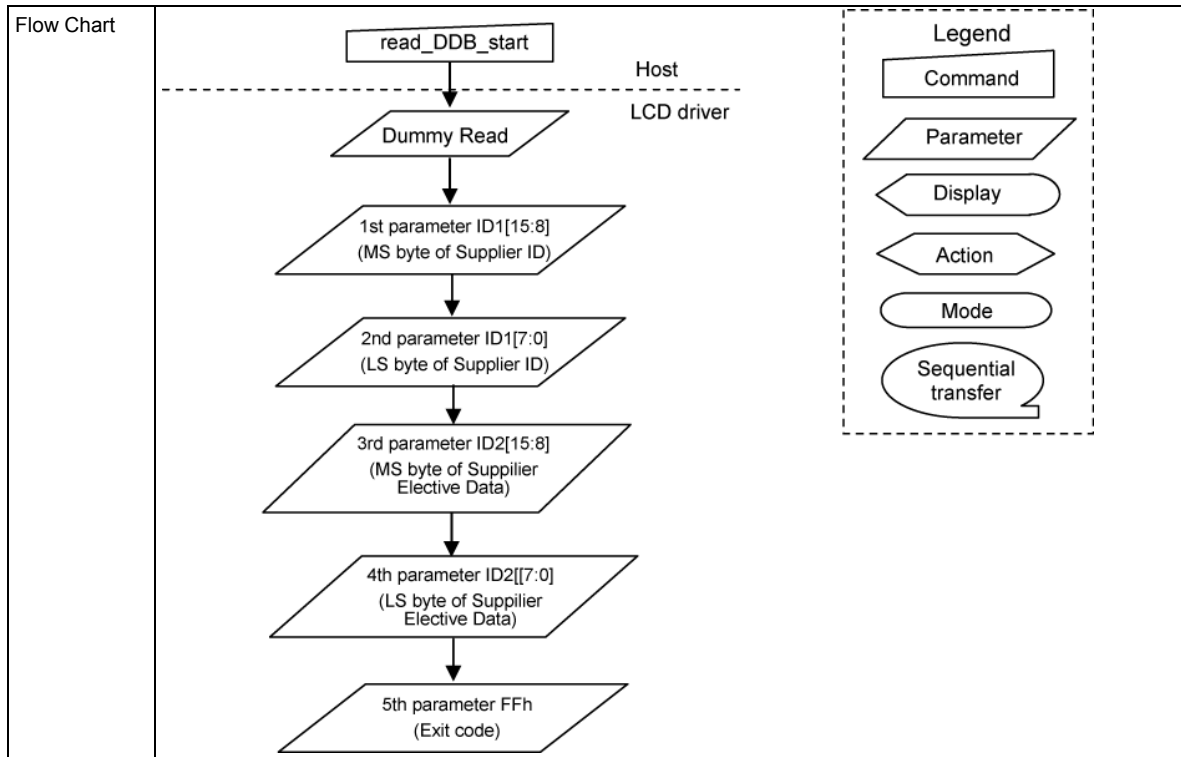 Flow Chart
read_DDB_start
Host
LCD driver
Dummy Read
1st parameter ID1[15:8]
(MS byte of Supplier ID)
2nd parameter ID1[7:0]
(LS byte of Supplier ID)
3rd parameter ID2[15:8]
(MS byte of Suppilier
Elective Data)
4th parameter ID2[[7:0]
(LS byte of Suppilier
Elective Data)
5th parameter FFh
(Exit code)
Legend
Command
Parameter
Display
Action
Mode
Sequential
transfer